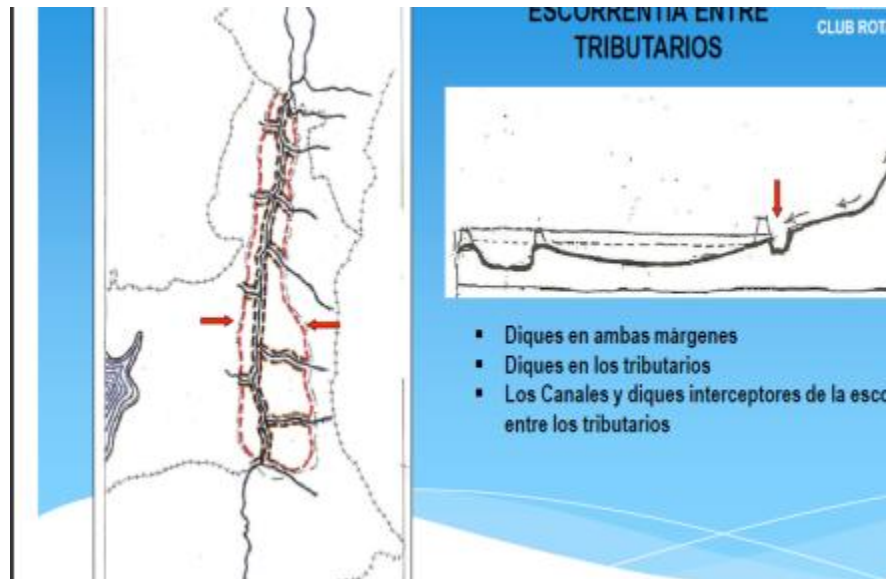 ESCORRENTIA ENTRE
TRIBUTARIOS
CLUB ROT
▪ Diques en ambas márgenes
▪ Diques en los tributarios
▪ Los Canales y diques interceptores de la esco
entre los tributarios